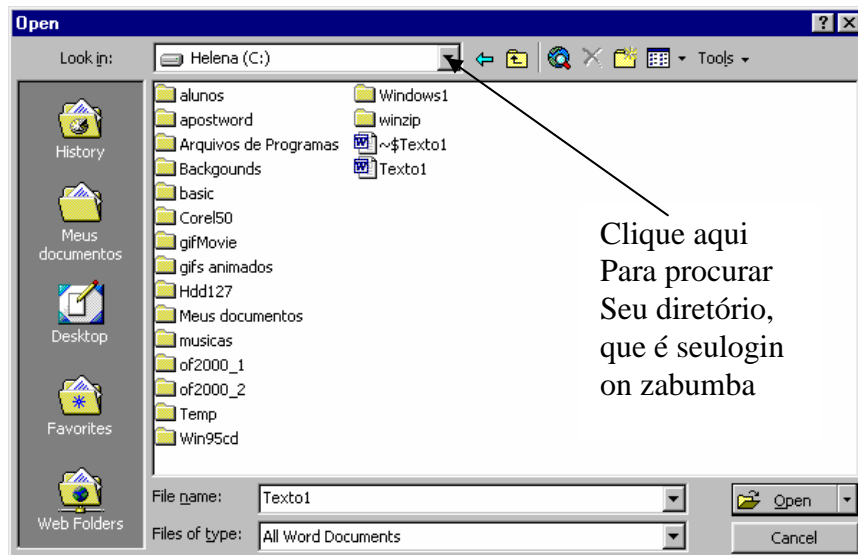 Open
Look in:
Helena (C:)
Tools
History
Meus
documentos
Desktop
Favorites
Web Folders
alunos
apostword
Arquivos de Programas
Backgounds
basic
Corel50
gifMovie
gifs animados
Hdd127
Meus documentos
musicas
of2000_1
of2000_2
Temp
Win95cd
Windows1
winzip
~$Texto1
Texto1
Clique aqui
Para procurar
Seu diretório,
que é seulogin
on zabumba
File name:
Texto1
Open
Files of type:
All Word Documents
Cancel